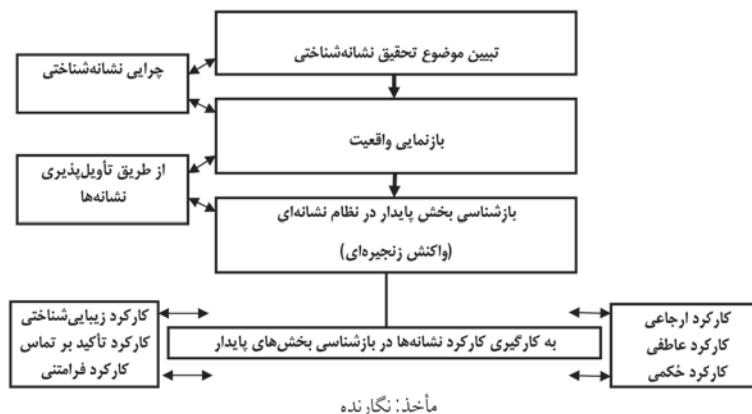 تبیین موضوع تحقیق نشانه‌شناختی
چرایی نشانه‌شناختی
بازنمایی واقعیت
از طریق تأویل‌پذیری
نشانه‌ها
بازشناسی بخش پایدار در نظام نشانه‌ای
(واکنش زنجیره‌ای)
کارکرد ارجاعی
کارکرد عاطفی
کارکرد حُکمی
به کارگیری کارکرد نشانه‌ها در بازشناسی بخش‌های پایدار
کارکرد زیبایی‌شناختی
کارکرد تأکید بر تماس
کارکرد فرامتنی
مأخذ: نگارنده